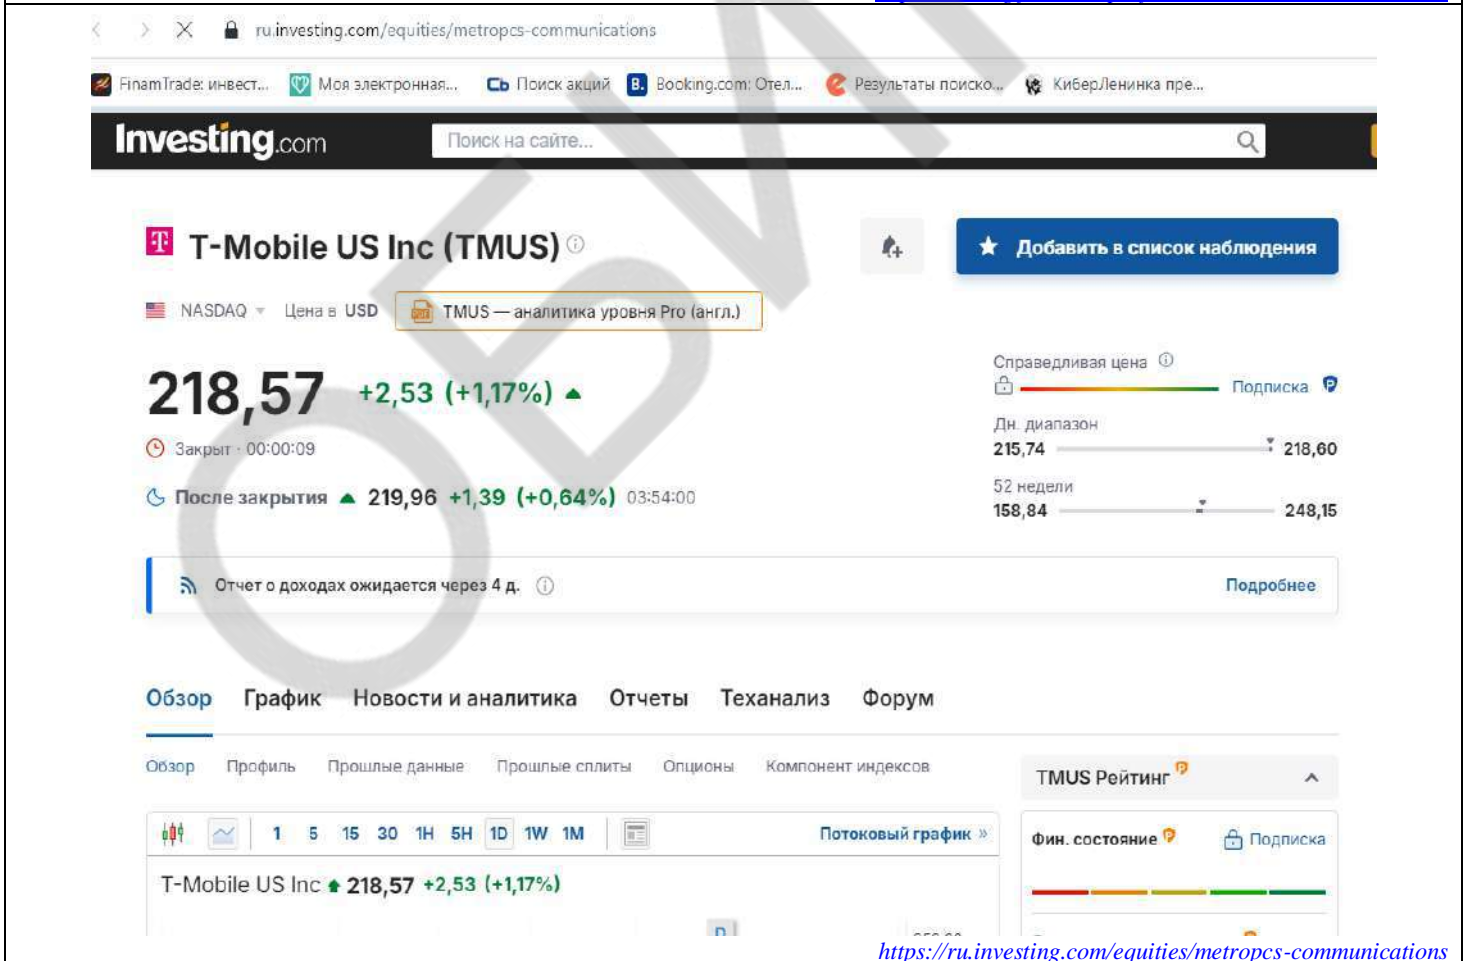 ru.investing.com/equities/metropcs-communications
FinamTrade: инвест... Моя электронная... Поиск акций Booking.com: Отел... Результаты поиско... КиберЛенинка пре...
Investing.com Поиск на сайте...
T-Mobile US Inc (TMUS)
Добавить в список наблюдения
NASDAQ Цена в USD TMUS — аналитика уровня Pro (англ.)
Справедливая цена
218,57 +2,53 (+1,17%)
Подписка
Дн. диапазон
Закрыт · 00:00:09
215,74 218,60
52 недели
После закрытия 219,96 +1,39 (+0,64%) 03:54:00
158,84 248,15
Отчет о доходах ожидается через 4 д. Подробнее
Обзор График Новости и аналитика Отчеты Теханализ Форум
Обзор Профиль Прошлые данные Прошлые сплиты Опционы Компонент индексов
TMUS Рейтинг
1 5 15 30 1H 5H 1D 1W 1M Потоковый график »
Фин. состояние Подписка
T-Mobile US Inc 218,57 +2,53 (+1,17%)
https://ru.investing.com/equities/metropcs-communications